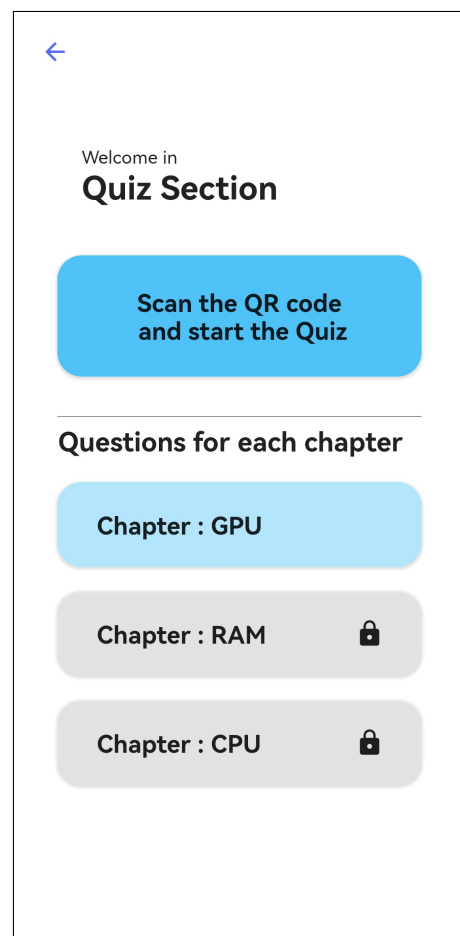 Welcome in
Quiz Section
Scan the QR code
and start the Quiz
Questions for each chapter
Chapter : GPU
Chapter : RAM
Chapter : CPU